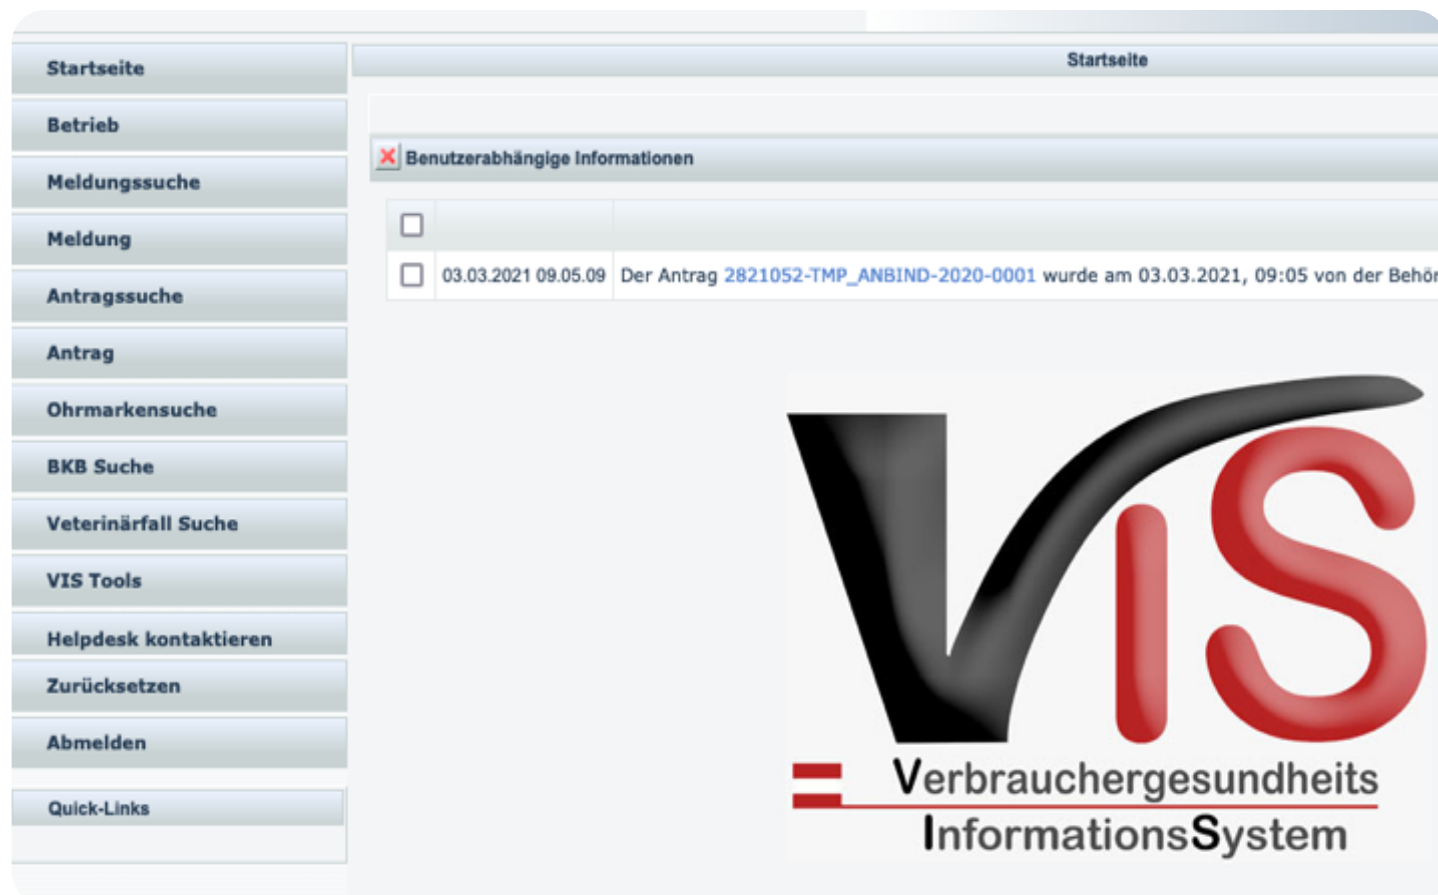 Startseite
Betrieb
Meldungssuche
Meldung
Antragssuche
Antrag
Ohrmarkensuche
BKB Suche
Veterinärfall Suche
VIS Tools
Helpdesk kontaktieren
Zurücksetzen
Abmelden
Quick-Links
Startseite
Benutzerabhängige Informationen
03.03.2021 09.05.09 Der Antrag 2821052-TMP_ANBIND-2020-0001 wurde am 03.03.2021, 09:05 von der Behör
ViS
Verbrauchergesundheits
InformationsSystem